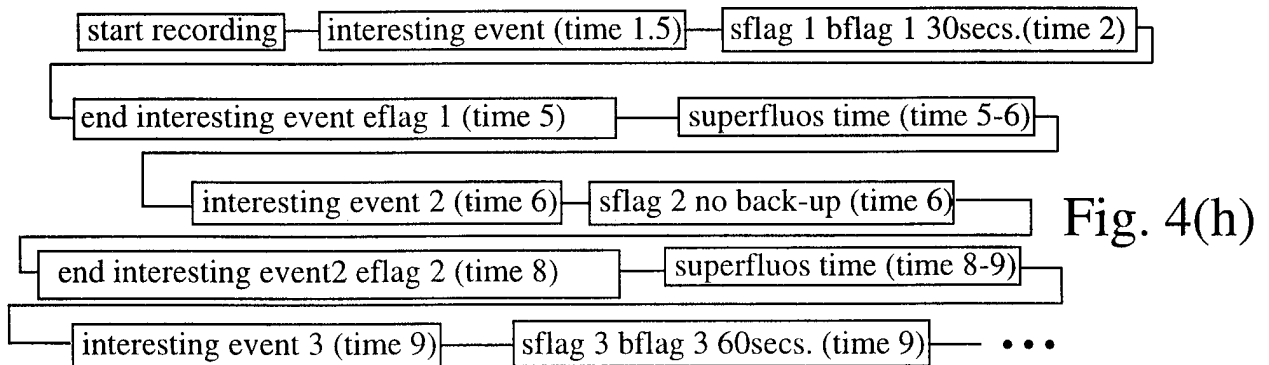 start recording interesting event (time 1.5) sflag 1 bflag 1 30secs.(time 2)
end interesting event eflag 1 (time 5) superfluos time (time 5-6)
interesting event 2 (time 6) sflag 2 no back-up (time 6)
Fig. 4(h)
end interesting event2 eflag 2 (time 8) superfluos time (time 8-9)
interesting event 3 (time 9) sflag 3 bflag 3 60secs. (time 9) •••